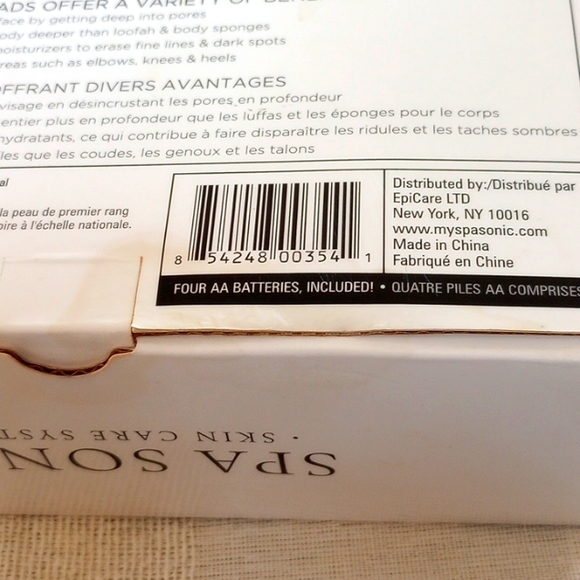 ADS OFFER A VARIETY OF
face by getting deep into pores
body deeper than loofah & body sponges
moisturizers to erase fine lines & dark spots
areas such as elbows, knees & heels
OFFRANT DIVERS AVANTAGES
visage en désincrustant les pores en profondeur
entier plus en profondeur que les luffas et les éponges pour le corps
hydratants, ce qui contribue à faire disparaître les ridules et les taches sombres
les que les coudes, les genoux et les talons
al
la peau de premier rang
oire à l'échelle nationale.
8 54248 00354 1
Distributed by:/Distribué par
EpiCare LTD
New York, NY 10016
www.myspasonic.com
Made in China
Fabriqué en Chine
FOUR AA BATTERIES, INCLUDED! • QUATRE PILES AA COMPRISES
SPA SON
• SKIN CARE SYST